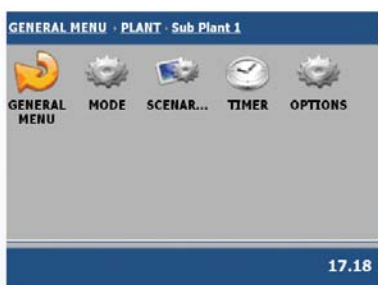 GENERAL MENU · PLANT · Sub Plant 1
GENERAL MENU
MODE
SCENAR...
TIMER
OPTIONS
17.18